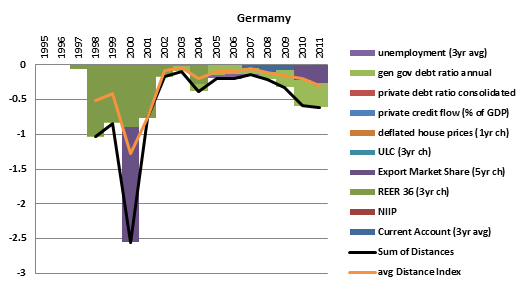 Germamy
1995 1996 1997 1998 1999 2000 2001 2002 2003 2004 2005 2006 2007 2008 2009 2010 2011
0
-0.5
-1
-1.5
-2
-2.5
-3
unemployment (3yr avg)
gen gov debt ratio annual
private debt ratio consolidated
private credit flow (% of GDP)
deflated house prices (1yr ch)
ULC (3yr ch)
Export Market Share (5yr ch)
REER 36 (3yr ch)
NIIP
Current Account (3yr avg)
Sum of Distances
avg Distance Index